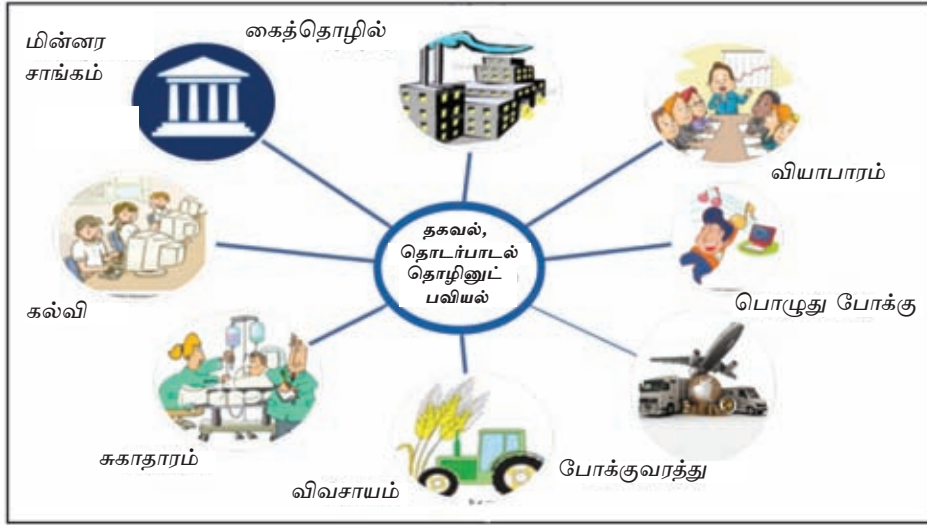 மின்னர
சாங்கம்
கைத்தொழில்
வியாபாரம்
தகவல்,
தொடர்பாடல்
தொழினுட்
பவியல்
கல்வி
பொழுது போக்கு
சுகாதாரம்
விவசாயம்
போக்குவரத்து